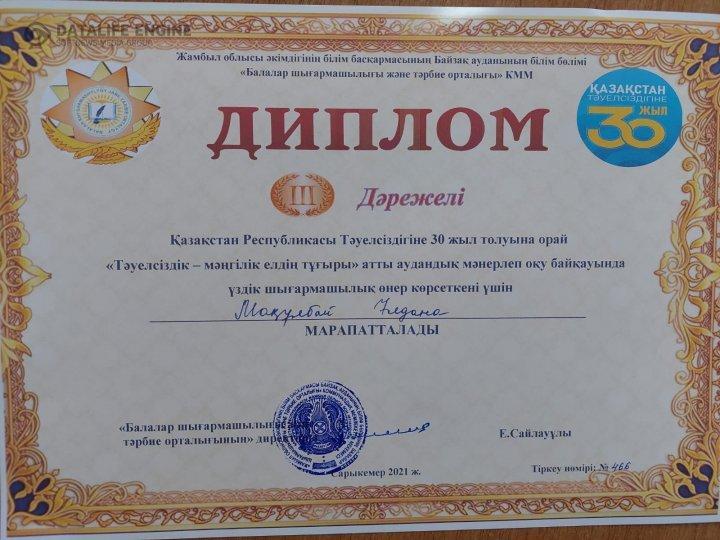 DATALIFE ENGINE
SOFTNEWS MEDIA GROUP
Жамбыл облысы әкімдігінің білім басқармасының Байзақ ауданының білім бөлімі
«Балалар шығармашылығы және тәрбие орталығы» КММ
ҚАЗАҚСТАН
ТӘУЕЛСІЗДІГІНЕ
30 ЖЫЛ
ДИПЛОМ
III Дәрежелі
Қазақстан Республикасы Тәуелсіздігіне 30 жыл толуына орай
«Тәуелсіздік – мәңгілік елдің тұғыры» атты аудандық мәнерлеп оқу байқауында
үздік шығармашылық өнер көрсеткені үшін
Мақұлбай
МАРАПАТТАЛАДЫ
«Балалар шығармашылығы
тәрбие орталығының» директоры
Е.Сайлауұлы
Сарыкемер 2021 ж.
Тіркеу нөмірі: № 466